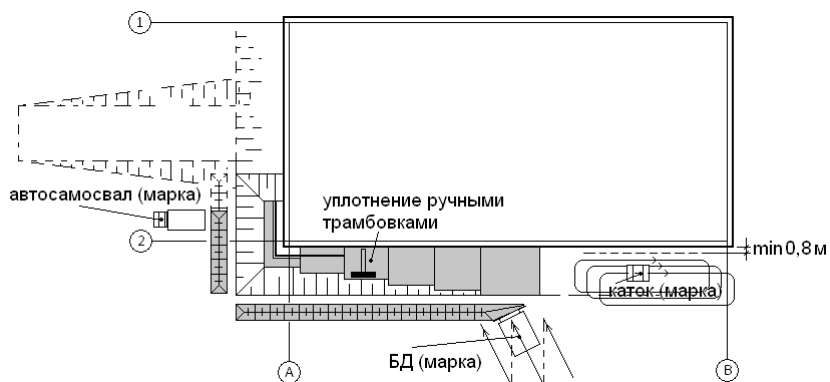 1
автосамосвал (марка)
уплотнение ручными
трамбовками
2
min 0,8 м
каток (марка)
БД (марка)
А
В